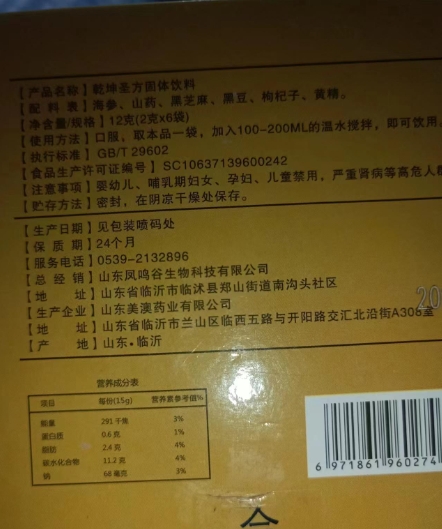 【产品名称】乾坤圣方固体饮料
【配 料 表】海参、山药、黑芝麻、黑豆、枸杞子、黄精。
【净含量/规格】12克(2克x6袋)
【使用方法】口服，取本品一袋，加入100-200ML的温水搅拌，即可饮用
【执行标准】GB/T 29602
【食品生产许可证编号】SC10637139600242
【注意事项】婴幼儿、哺乳期妇女、孕妇、儿童禁用，严重肾病等高危人
【贮存方法】密封，在阴凉干燥处保存。
【生产日期】见包装喷码处
【保 质 期】24个月
【服务电话】0539-2132896
【总 经 销】山东凤鸣谷生物科技有限公司
【地 址】山东省临沂市临沭县郑山街道南沟头社区
【生产企业】山东美澳药业有限公司
【地 址】山东省临沂市兰山区临西五路与开阳路交汇北沿街A306室
【产 地】山东·临沂
20
营养成分表
项目 每份(15g) 营养素参考值%
能量 291千焦 3%
蛋白质 0.6克 1%
脂肪 2.4克 4%
碳水化合物 11.2克 4%
钠 68毫克 3%
6 971861 960274